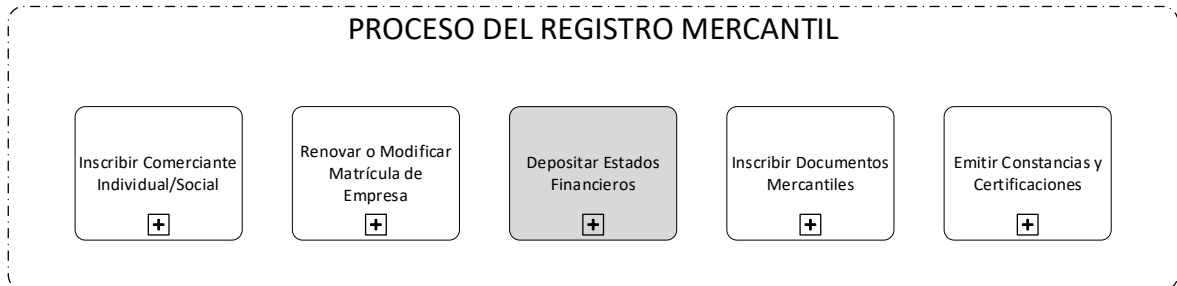 PROCESO DEL REGISTRO MERCANTIL
Inscribir Comerciante
Individual/Social
Renovar o Modificar
Matrícula de
Empresa
Depositar Estados
Financieros
Inscribir Documentos
Mercantiles
Emitir Constancias y
Certificaciones